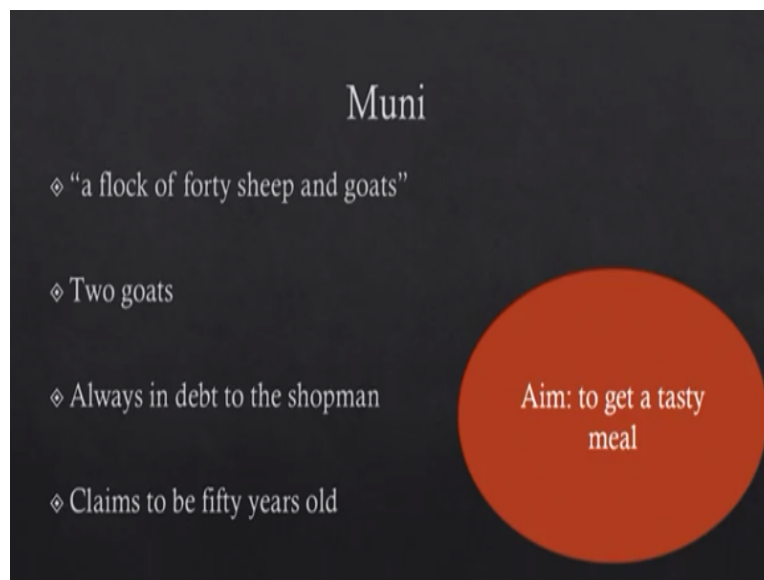 Muni
“a flock of forty sheep and goats”
Two goats
Always in debt to the shopman
Claims to be fifty years old
Aim: to get a tasty
meal